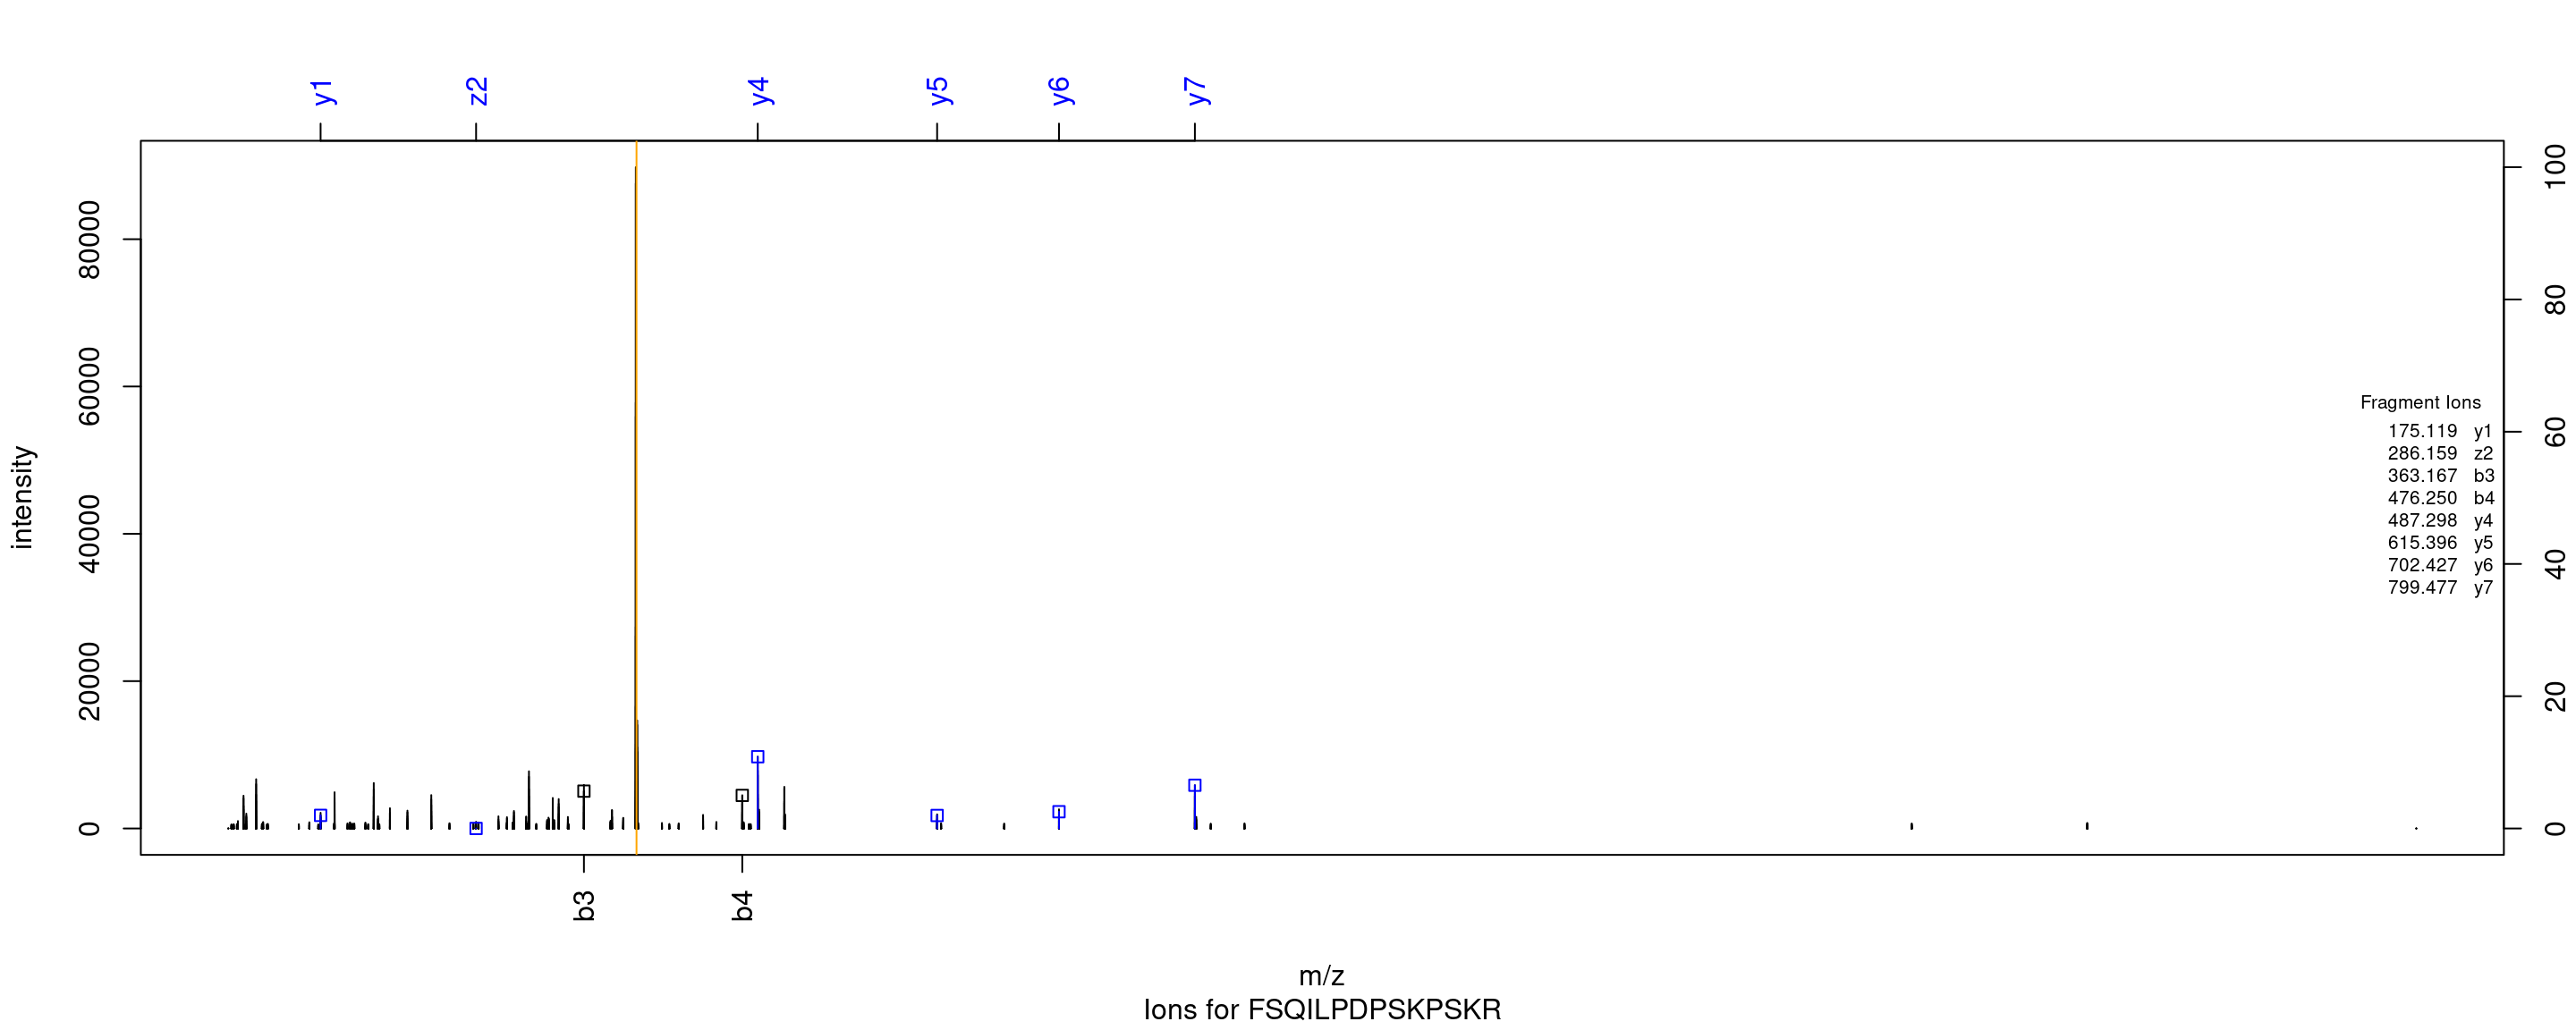 y1 z2 y4 y5 y6 y7
100
80
60
40
20
0
80000
60000
40000
20000
0
intensity
Fragment Ions
175.119 y1
286.159 z2
363.167 b3
476.250 b4
487.298 y4
615.396 y5
702.427 y6
799.477 y7
b3 b4
m/z
Ions for FSQILPDPSKPSKR